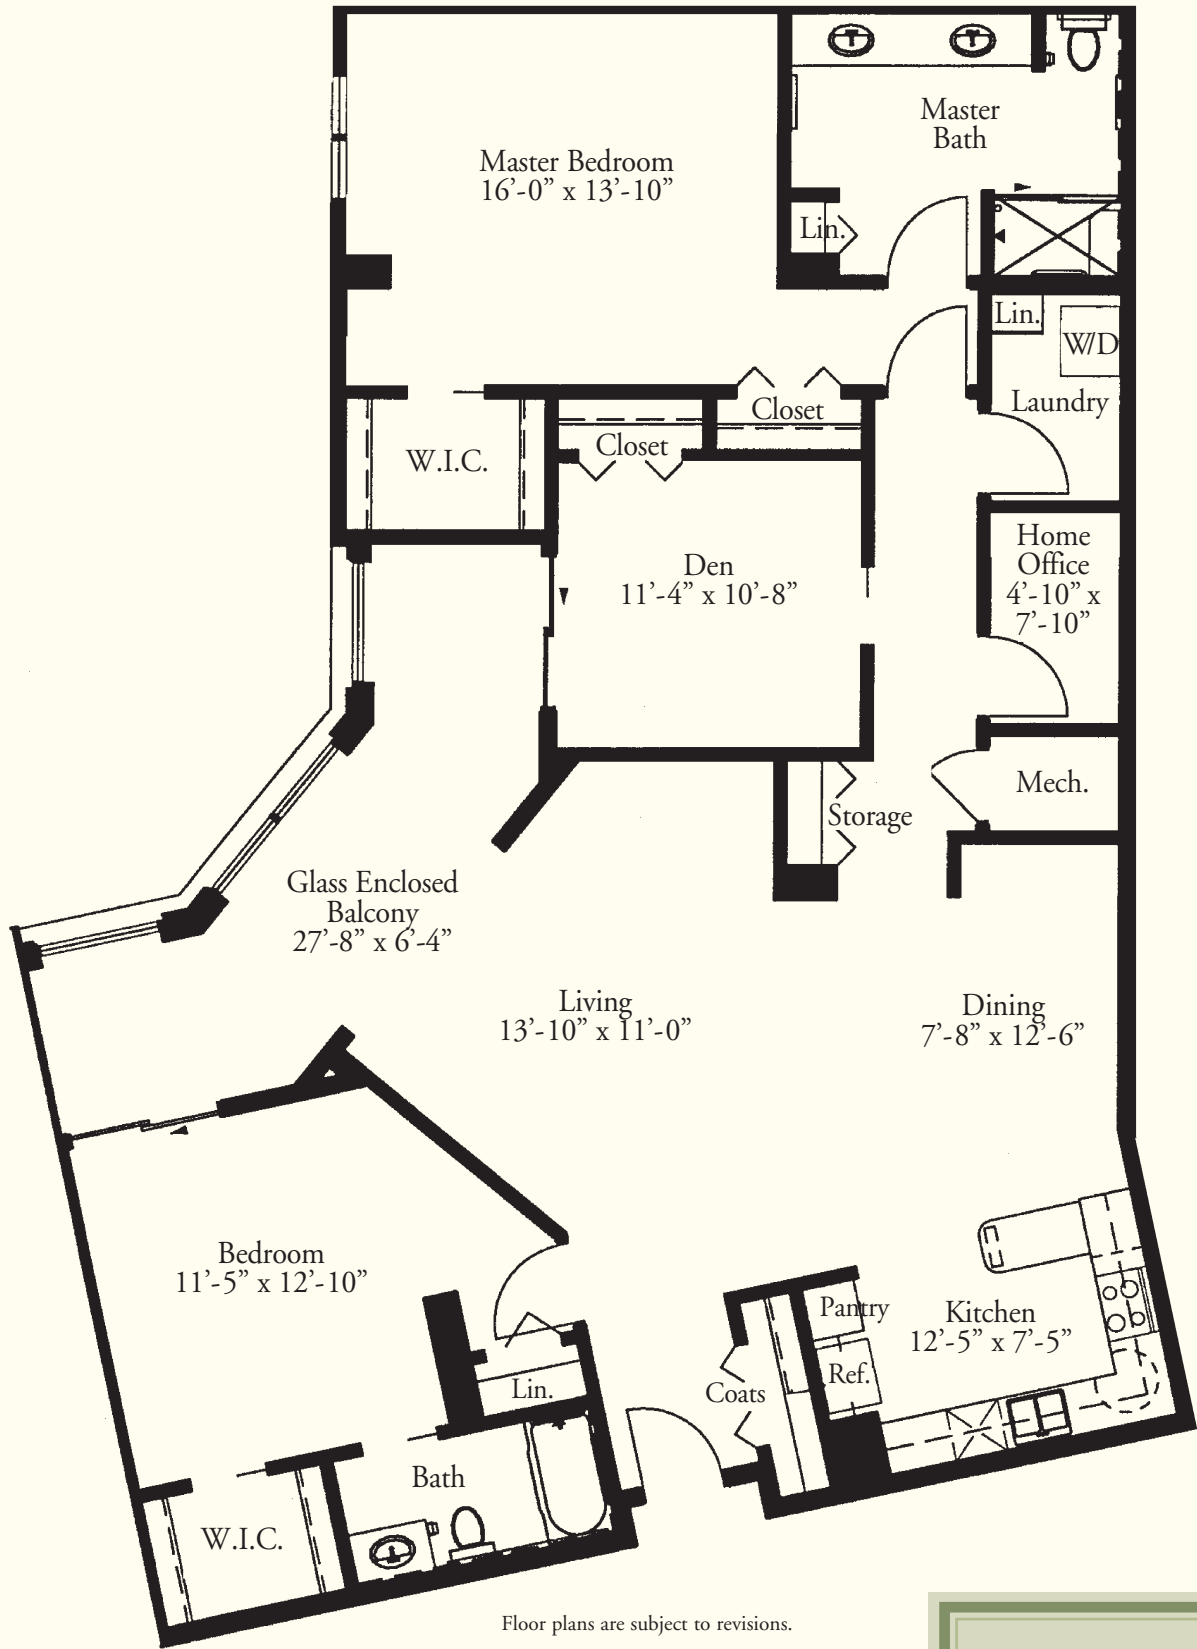 Master
Bath
Master Bedroom
16’-0” x 13’-10”
Lin.
Lin.
W/D
Laundry
Closet
Closet
W.I.C.
Home
Office
4’-10” x
7’-10”
Den
11’-4” x 10’-8”
Mech.
Storage
Glass Enclosed
Balcony
27’-8” x 6’-4”
Living
13’-10” x 11’-0”
Dining
7’-8” x 12’-6”
Bedroom
11’-5” x 12’-10”
Pantry
Kitchen
12’-5” x 7’-5”
Ref.
Lin.
Coats
Bath
W.I.C.
Floor plans are subject to revisions.